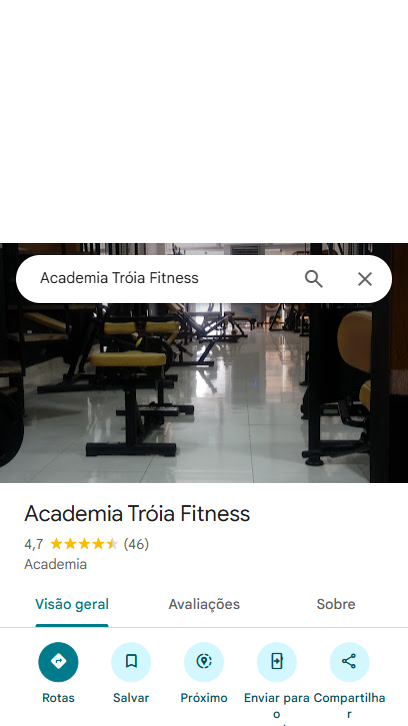 Academia Tróia Fitness
Academia Tróia Fitness
4,7 (46)
Academia
Visão geral Avaliações Sobre
Rotas Salvar Próximo Enviar para Compartilha
o r